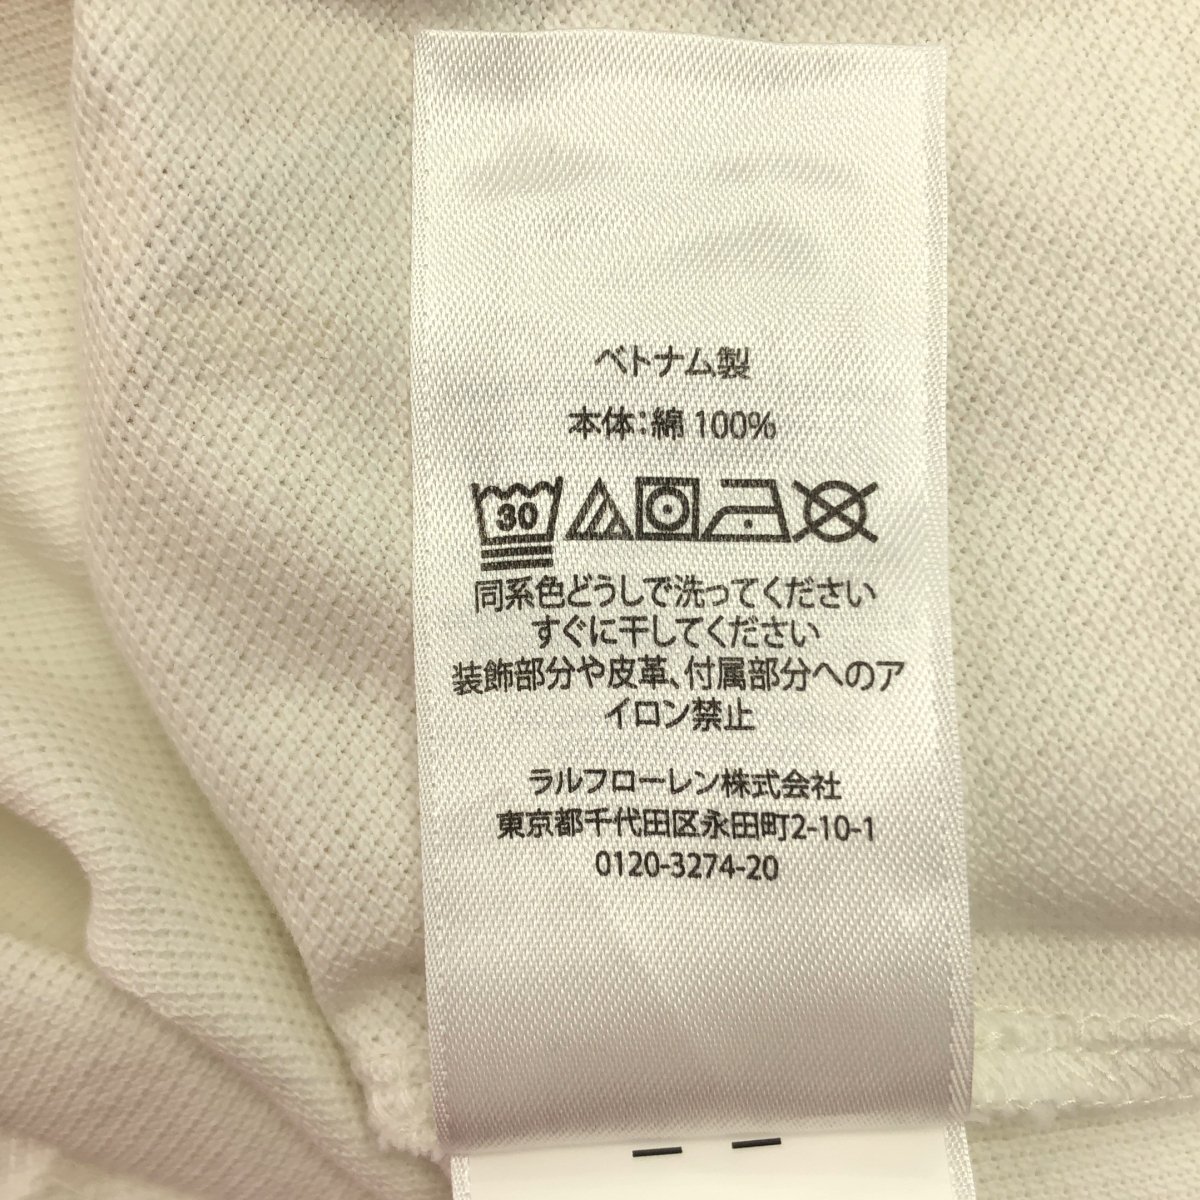 ベトナム製
本体:綿 100%
30
同系色どうしで洗ってください
すぐに干してください
装飾部分や皮革、付属部分へのア
イロン禁止
ラルフローレン株式会社
東京都千代田区永田町2-10-1
0120-3274-20